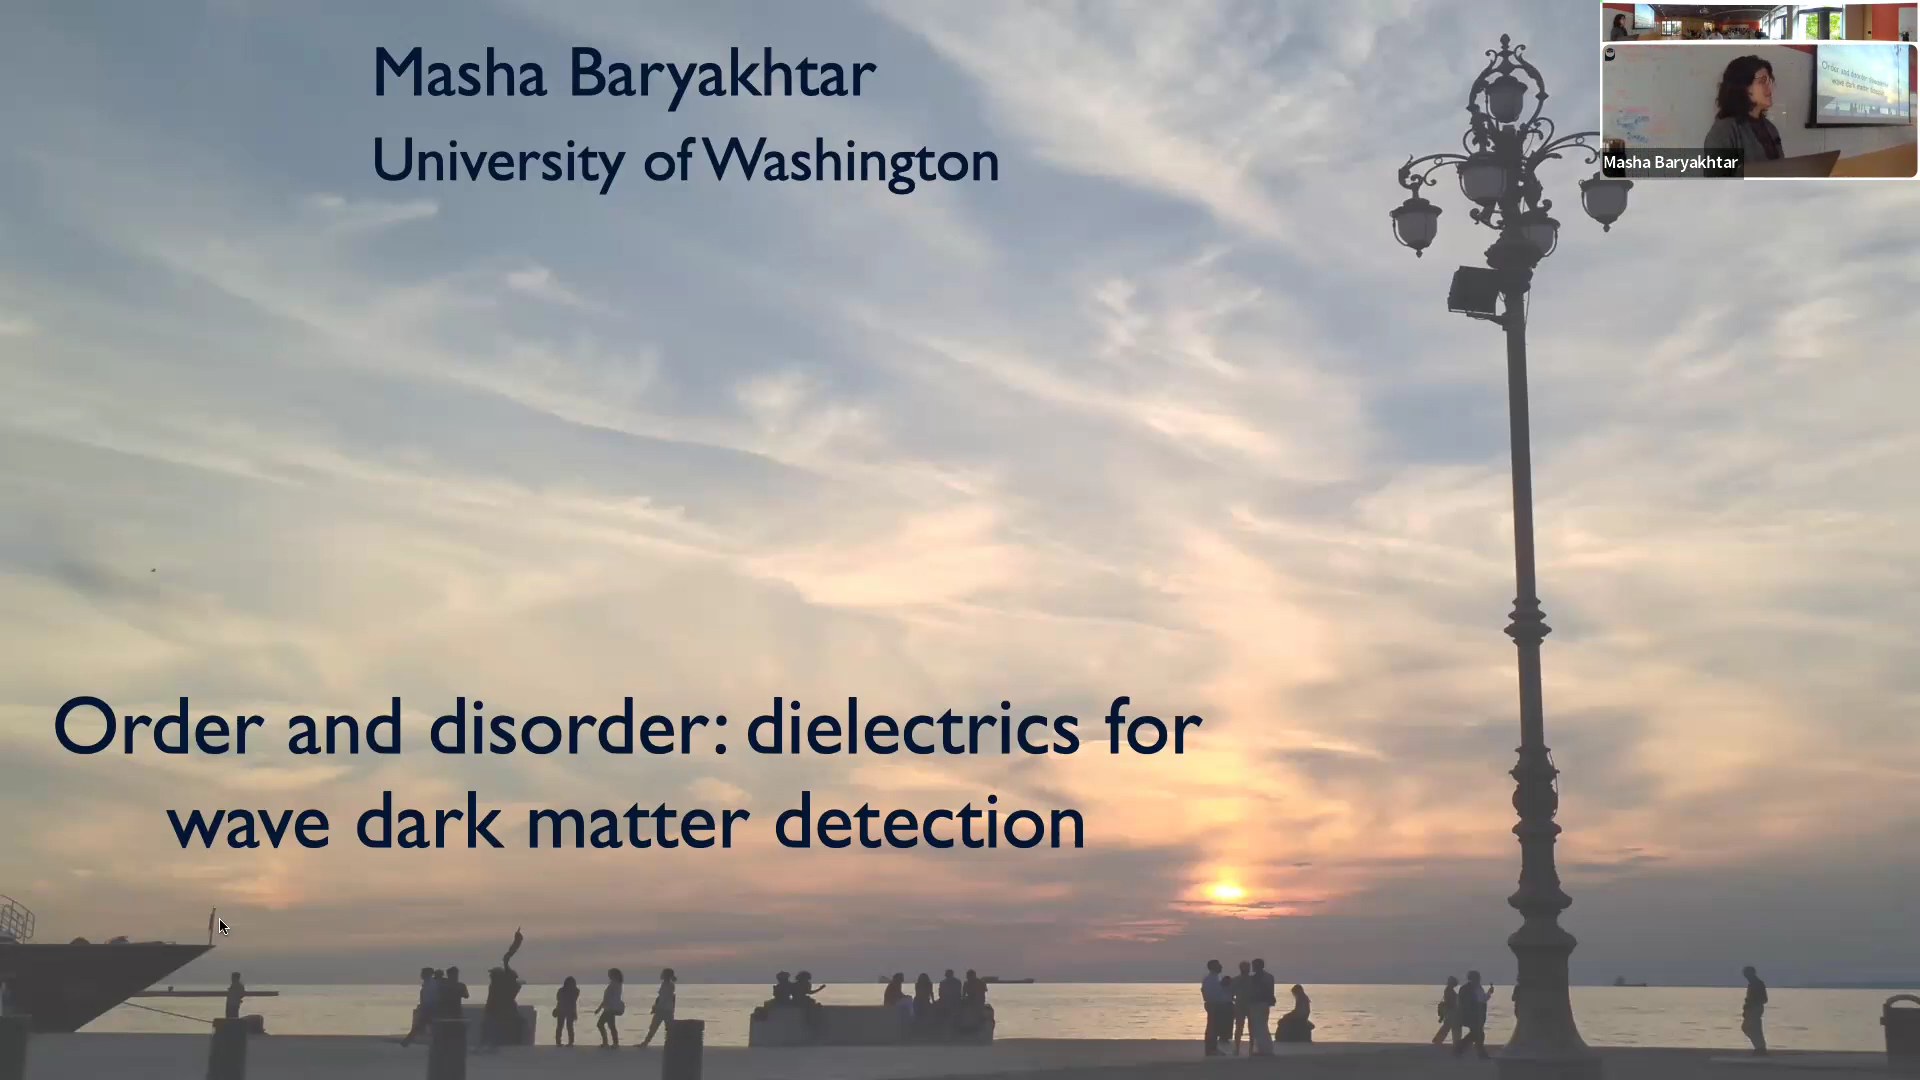 Masha Baryakhtar
University of Washington
Masha Baryakhtar
Order and disorder: dielectrics for
wave dark matter detection